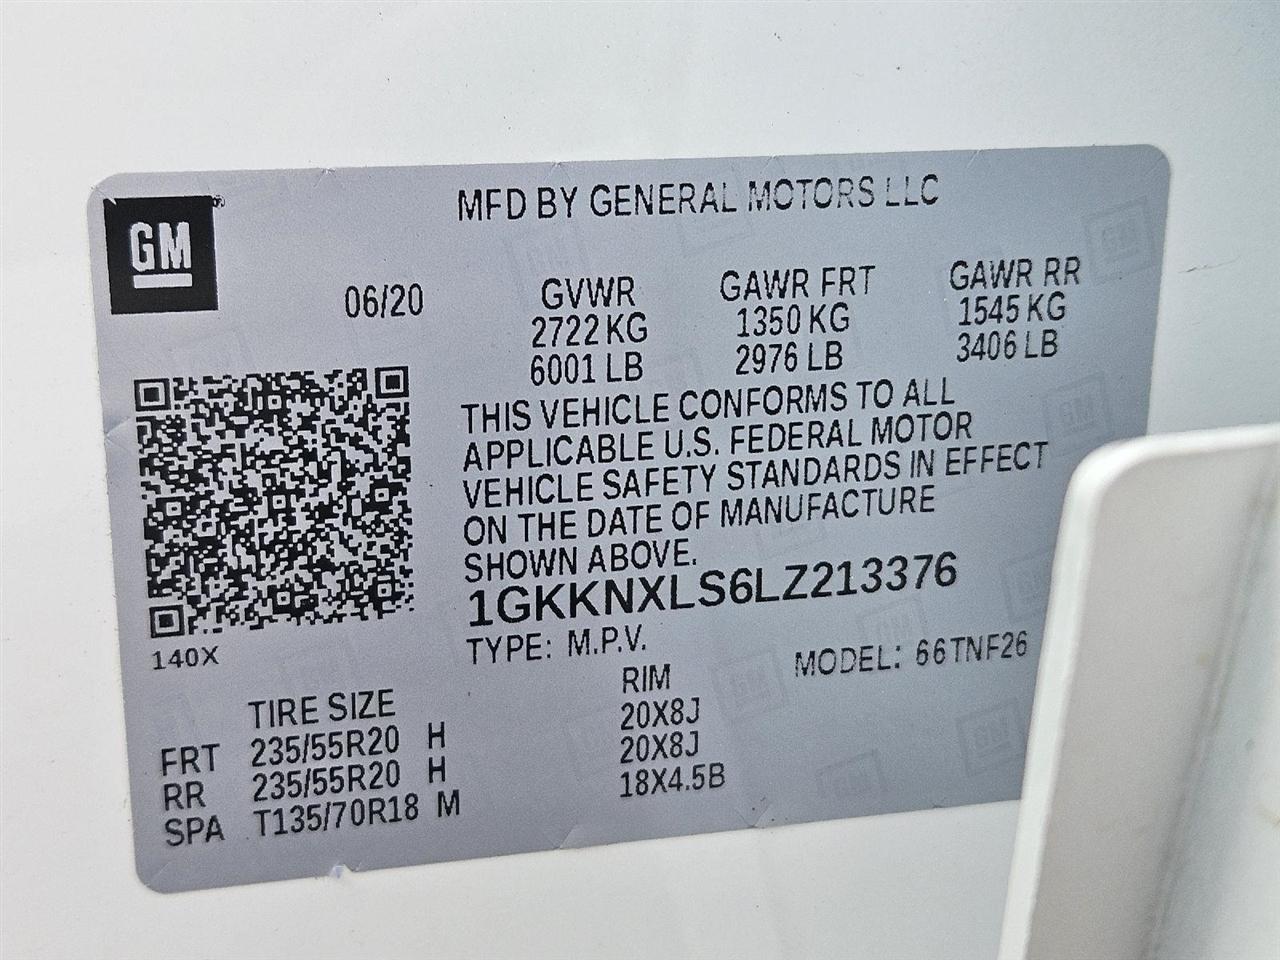 GM
MFD BY GENERAL MOTORS LLC
06/20
GVWR GAWR FRT GAWR RR
2722 KG 1350 KG 1545 KG
6001 LB 2976 LB 3406 LB
THIS VEHICLE CONFORMS TO ALL
APPLICABLE U.S. FEDERAL MOTOR
VEHICLE SAFETY STANDARDS IN EFFECT
ON THE DATE OF MANUFACTURE
SHOWN ABOVE.
1GKKNXLS6LZ213376
140X
TYPE: M.P.V. MODEL: 66TNF26
TIRE SIZE RIM
FRT 235/55R20 H 20X8J
RR 235/55R20 H 20X8J
SPA T135/70R18 M 18X4.5B